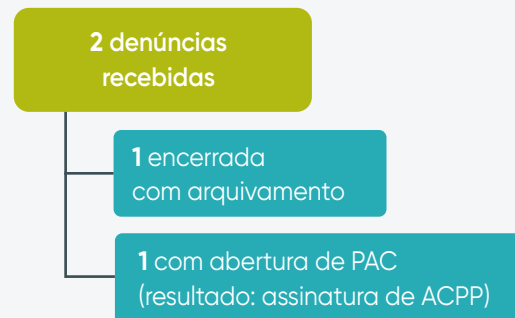 2 denúncias
recebidas
1 encerrada
com arquivamento
1 com abertura de PAC
(resultado: assinatura de ACPP)